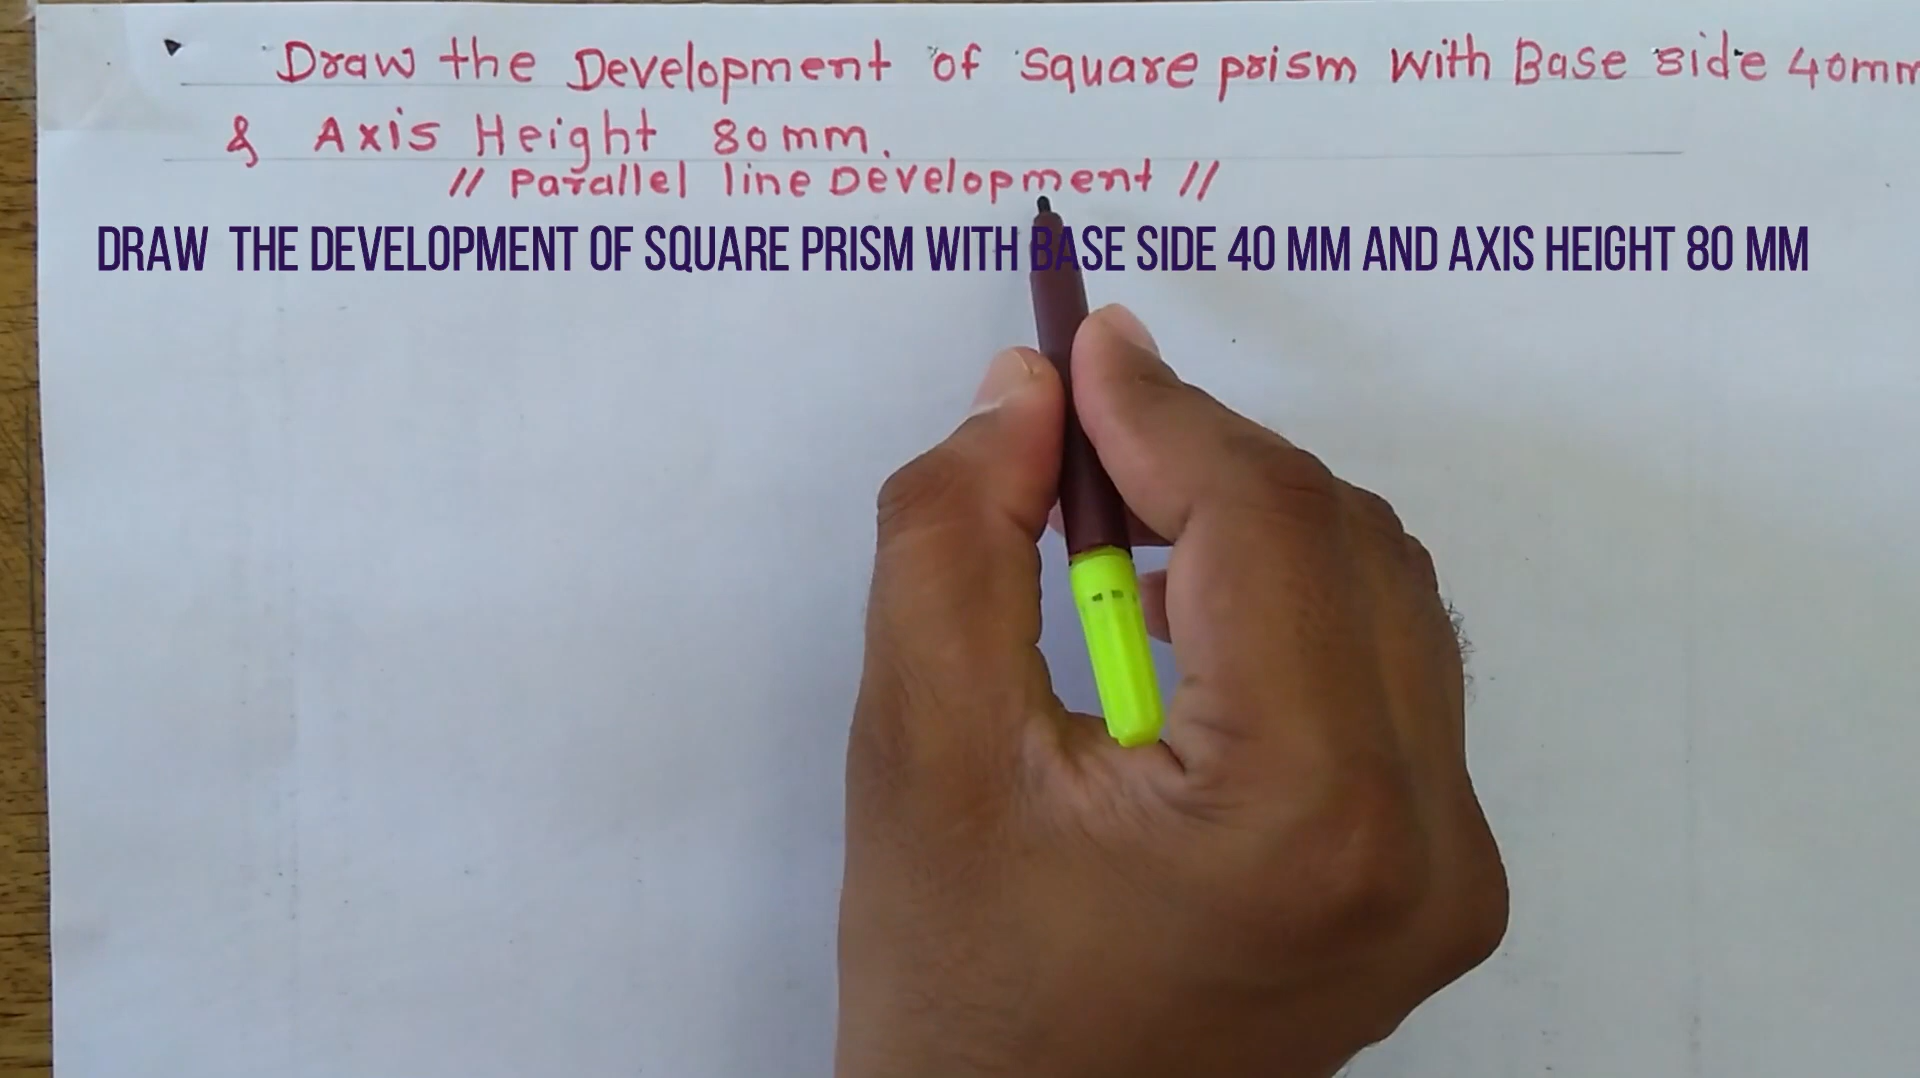 Draw the Development of square prism with Base side 40mm
& Axis Height 80mm.
// Parallel line Development //
DRAW THE DEVELOPMENT OF SQUARE PRISM WITH BASE SIDE 40 MM AND AXIS HEIGHT 80 MM